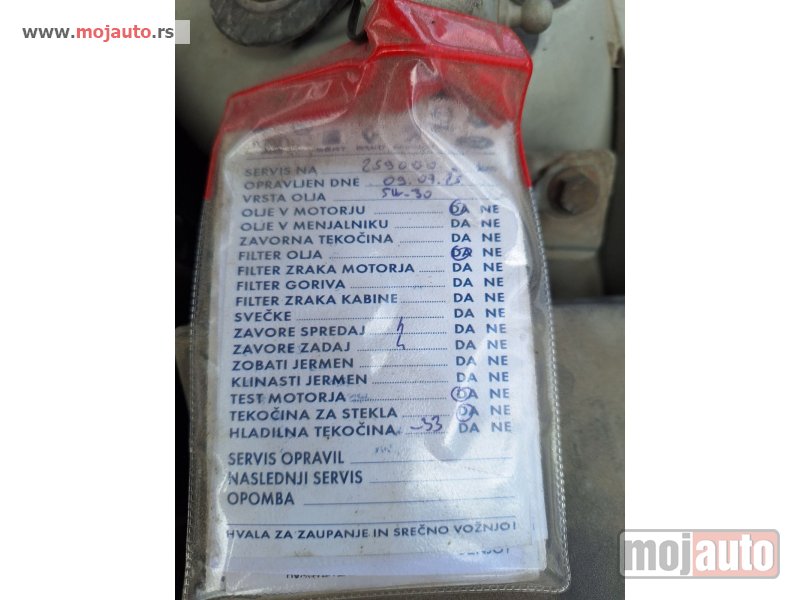 www.mojauto.rs
SERVIS NA 259000 km
OPRAVLJEN DNE 09.07.25
VRSTA OLJA 5W-30
OLJE V MOTORJU DA NE
OLJE V MENJALNIKU DA NE
ZAVORNA TEKOČINA DA NE
FILTER OLJA DA NE
FILTER ZRAKA MOTORJA DA NE
FILTER GORIVA DA NE
FILTER ZRAKA KABINE DA NE
SVEČKE DA NE
ZAVORE SPREDAJ DA NE
ZAVORE ZADAJ DA NE
ZOBATI JERMEN DA NE
KLINASTI JERMEN DA NE
TEST MOTORJA DA NE
TEKOČINA ZA STEKLA DA NE
HLADILNA TEKOČINA -33 DA NE
SERVIS OPRAVIL
NASLEDNJI SERVIS
OPOMBA
HVALA ZA ZAUPANJE IN SREČNO VOŽNJO!
mojauto